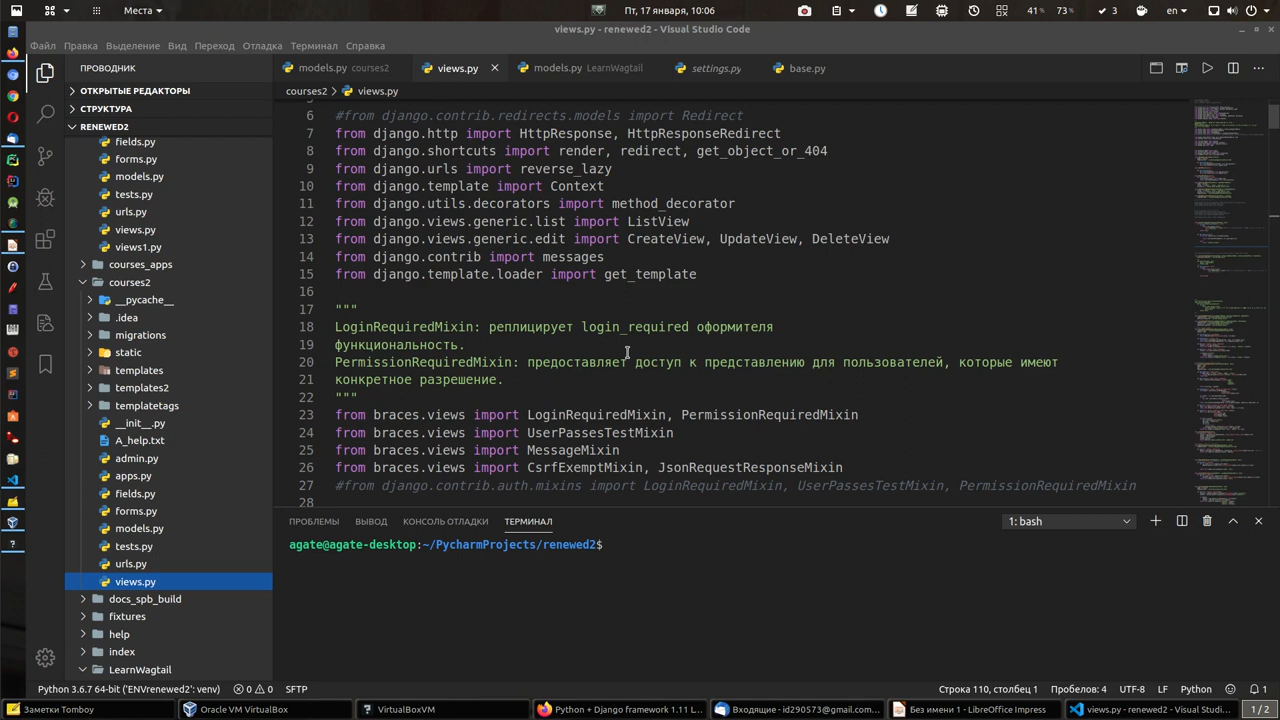 Места
Пт, 17 января, 10:06
41 %
73%
3
en
views.py - renewed2 - Visual Studio Code
Файл Правка Выделение Вид Переход Отладка Терминал Справка
ПРОВОДНИК
models.py courses2
views.py
models.py LearnWagtail
settings.py
base.py
ОТКРЫТЫЕ РЕДАКТОРЫ
СТРУКТУРА
RENEWED2
fields.py
forms.py
models.py
tests.py
urls.py
views.py
views1.py
courses_apps
courses2
__pycache__
.idea
migrations
static
templates
templates2
templatetags
__init__.py
A_help.txt
admin.py
apps.py
fields.py
forms.py
models.py
tests.py
urls.py
views.py
docs_spb_build
fixtures
help
index
LearnWagtail
courses2 > views.py
6 #from django.contrib.redirects.models import Redirect
7 from django.http import HttpResponse, HttpResponseRedirect
8 from django.shortcuts import render, redirect, get_object_or_404
9 from django.urls import reverse_lazy
10 from django.template import Context
11 from django.utils.decorators import method_decorator
12 from django.views.generic.list import ListView
13 from django.views.generic.edit import CreateView, UpdateView, DeleteView
14 from django.contrib import messages
15 from django.template.loader import get_template
16
17 """
18 LoginRequiredMixin: реплицирует login_required оформителя
19 функциональность.
20 PermissionRequiredMixin: Предоставляет доступ к представлению пользователей, которые имеют
21 конкретное разрешение.
22 """
23 from braces.views import LoginRequiredMixin, PermissionRequiredMixin
24 from braces.views import UserPassesTestMixin
25 from braces.views import MessageMixin
26 from braces.views import CsrfExemptMixin, JsonRequestResponseMixin
27 #from django.contrib.auth.mixins import LoginRequiredMixin, UserPassesTestMixin, PermissionRequiredMixin
28
ПРОБЛЕМЫ ВЫВОД КОНСОЛЬ ОТЛАДКИ ТЕРМИНАЛ
1: bash
agate@agate-desktop:~/PycharmProjects/renewed2$
Python 3.6.7 64-bit ('ENVrenewed2': venv)
0 0
SFTP
Строка 110, столбец 1
Пробелов: 4
UTF-8
LF
Python
1
Заметки Tomboy
Oracle VM VirtualBox
VirtualBoxVM
Python + Django framework 1.11 L...
Входящие - id290573@gmail.com...
Без имени 1 - LibreOffice Impress
views.py - renewed2 - Visual Studi...
1 / 2